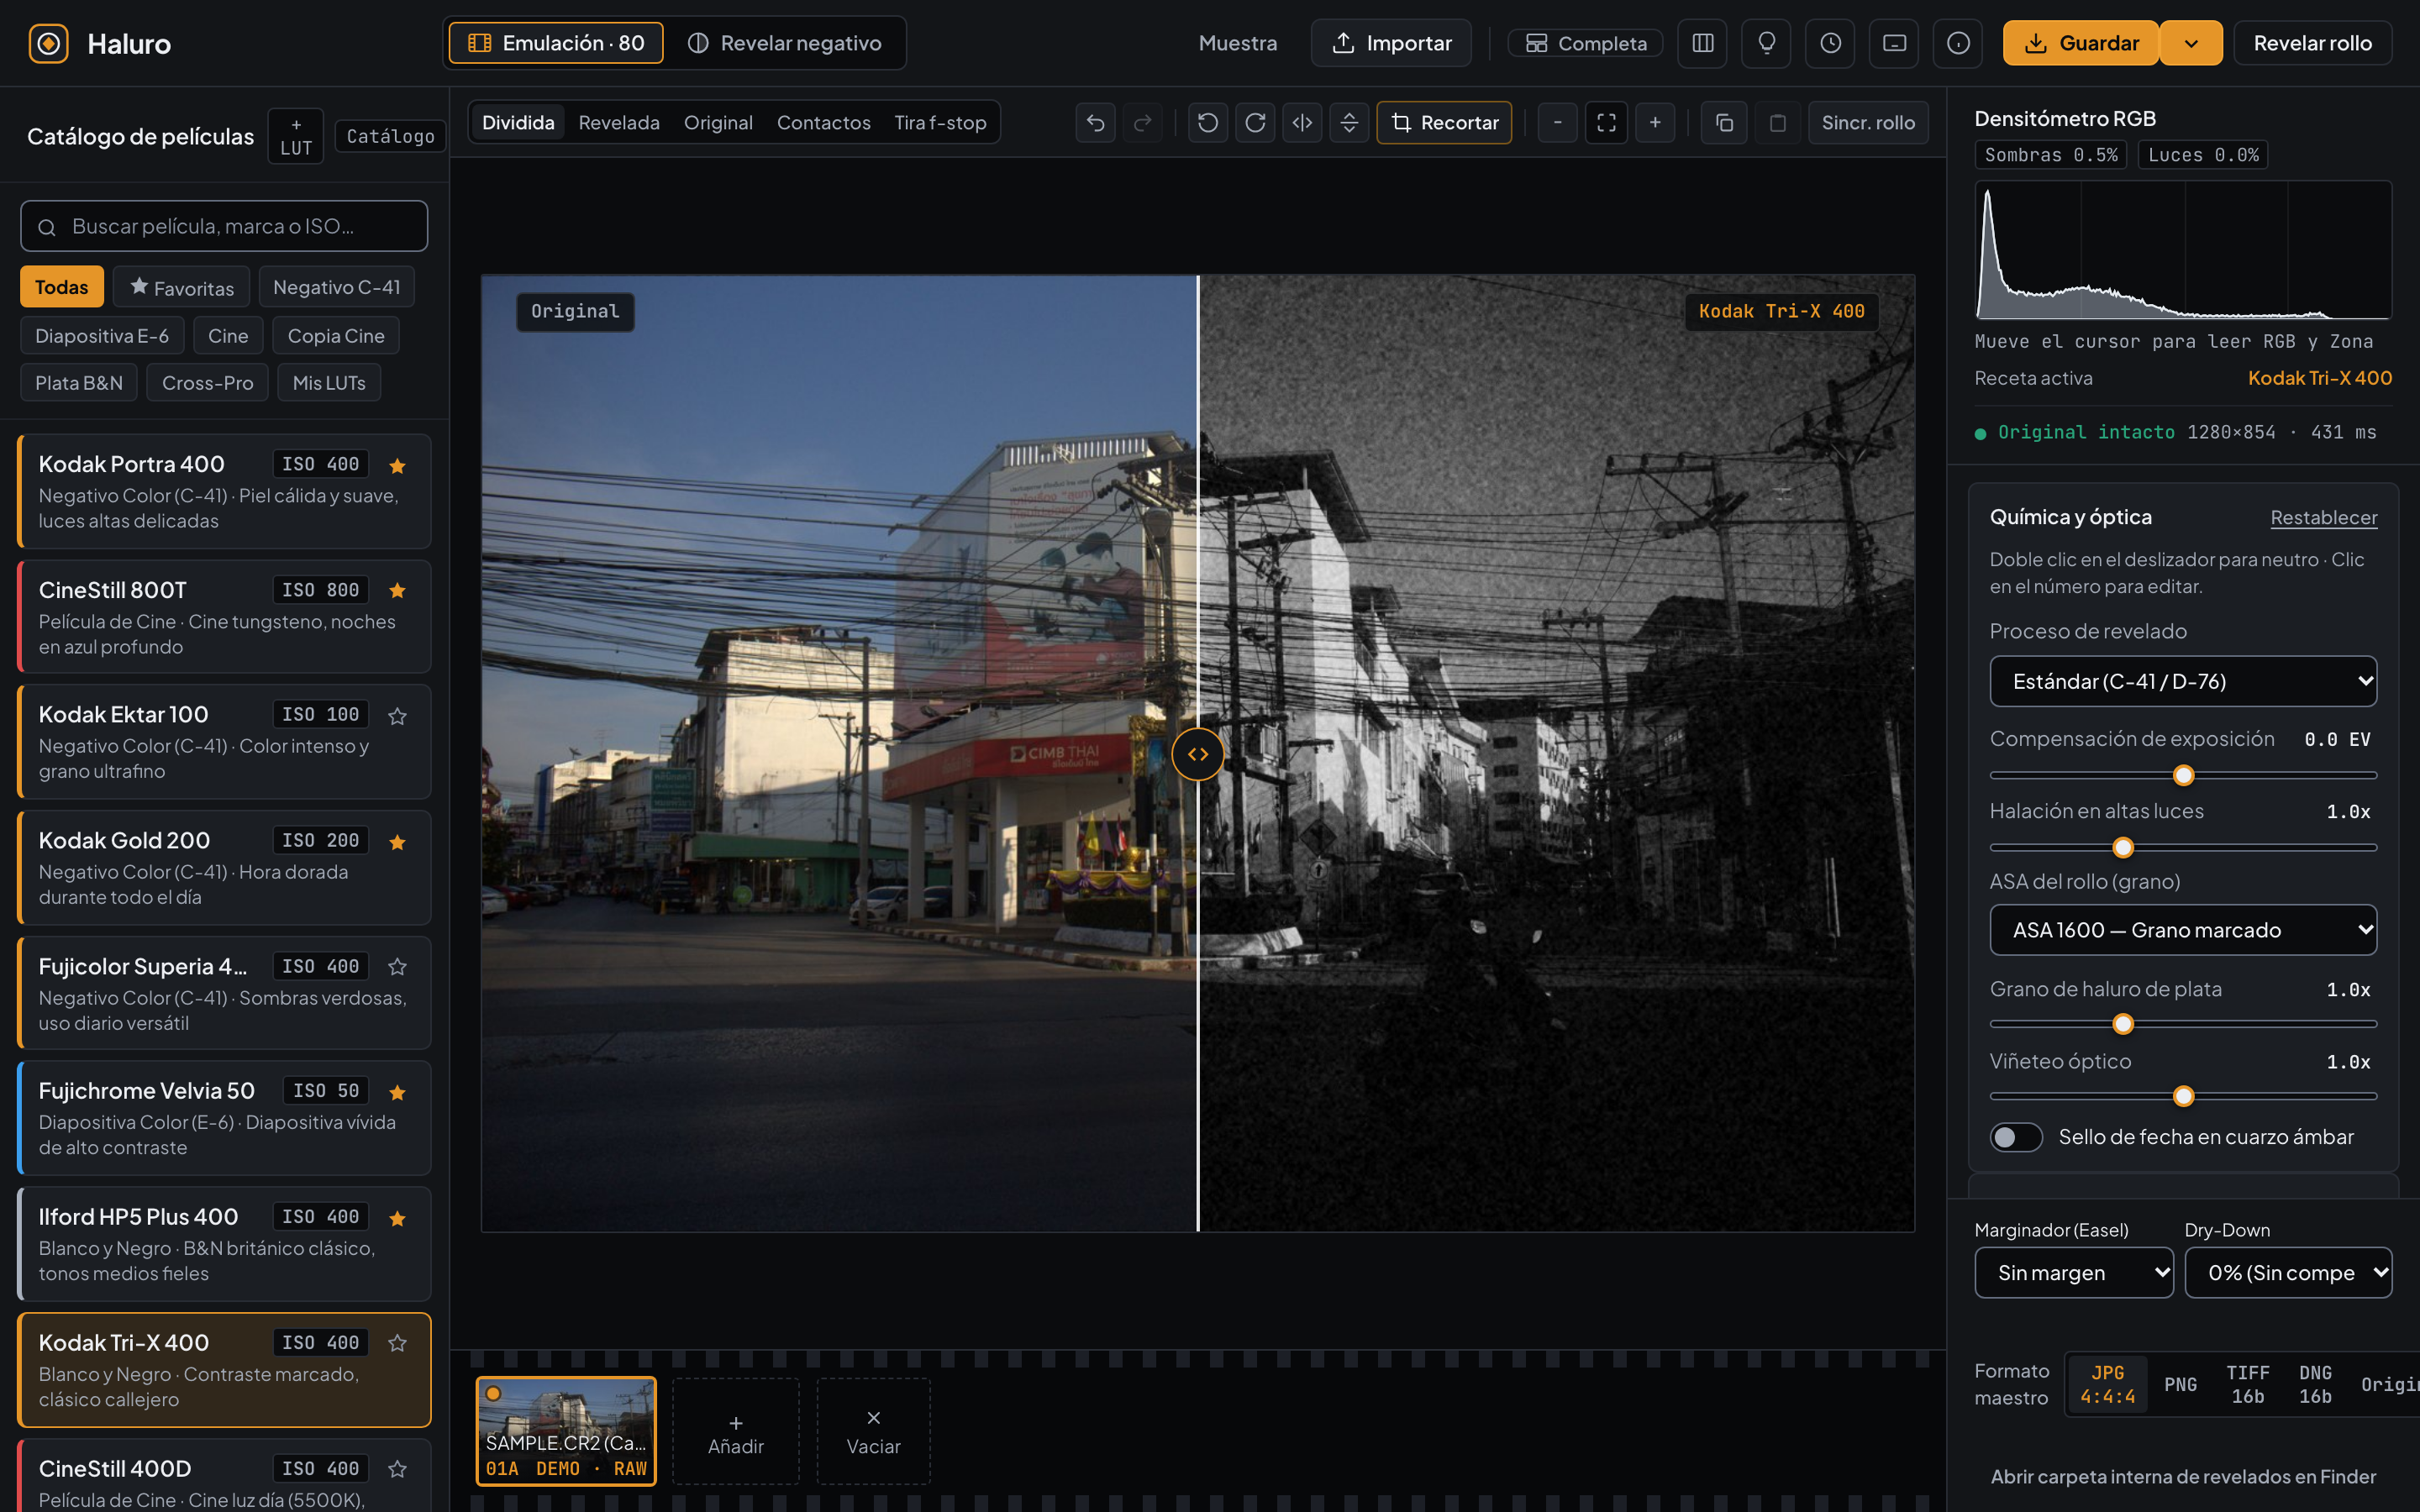 Haluro
Emulación · 80
Revelar negativo
Muestra
Importar
Completa
Guardar
Revelar rollo
Catálogo de películas
+
LUT
Catálogo
Buscar película, marca o ISO...
Todas
Favoritas
Negativo C-41
Diapositiva E-6
Cine
Copia Cine
Plata B&N
Cross-Pro
Mis LUTs
Kodak Portra 400
ISO 400
Negativo Color (C-41) · Piel cálida y suave,
luces altas delicadas
CineStill 800T
ISO 800
Película de Cine · Cine tungsteno, noches
en azul profundo
Kodak Ektar 100
ISO 100
Negativo Color (C-41) · Color intenso y
grano ultrafino
Kodak Gold 200
ISO 200
Negativo Color (C-41) · Hora dorada
durante todo el día
Fujicolor Superia 4...
ISO 400
Negativo Color (C-41) · Sombras verdosas,
uso diario versátil
Fujichrome Velvia 50
ISO 50
Diapositiva Color (E-6) · Diapositiva vívida
de alto contraste
Ilford HP5 Plus 400
ISO 400
Blanco y Negro · B&N británico clásico,
tonos medios fieles
Kodak Tri-X 400
ISO 400
Blanco y Negro · Contraste marcado,
clásico callejero
CineStill 400D
ISO 400
Película de Cine · Cine luz día (5500K),
Dividida
Revelada
Original
Contactos
Tira f-stop
Recortar
-
+
Sincr. rollo
Original
Kodak Tri-X 400
CIMB THAI
SAMPLE.CR2 (Ca...
01A DEMO · RAW
+
Añadir
×
Vaciar
Densitómetro RGB
Sombras 0.5%
Luces 0.0%
Mueve el cursor para leer RGB y Zona
Receta activa
Kodak Tri-X 400
Original intacto 1280×854 · 431 ms
Química y óptica
Restablecer
Doble clic en el deslizador para neutro · Clic
en el número para editar.
Proceso de revelado
Estándar (C-41 / D-76)
Compensación de exposición
0.0 EV
Halación en altas luces
1.0x
ASA del rollo (grano)
ASA 1600 — Grano marcado
Grano de haluro de plata
1.0x
Viñeteo óptico
1.0x
Sello de fecha en cuarzo ámbar
Marginador (Easel)
Dry-Down
Sin margen
0% (Sin compe
Formato
maestro
JPG
4:4:4
PNG
TIFF
16b
DNG
16b
Abrir carpeta interna de revelados en Finder